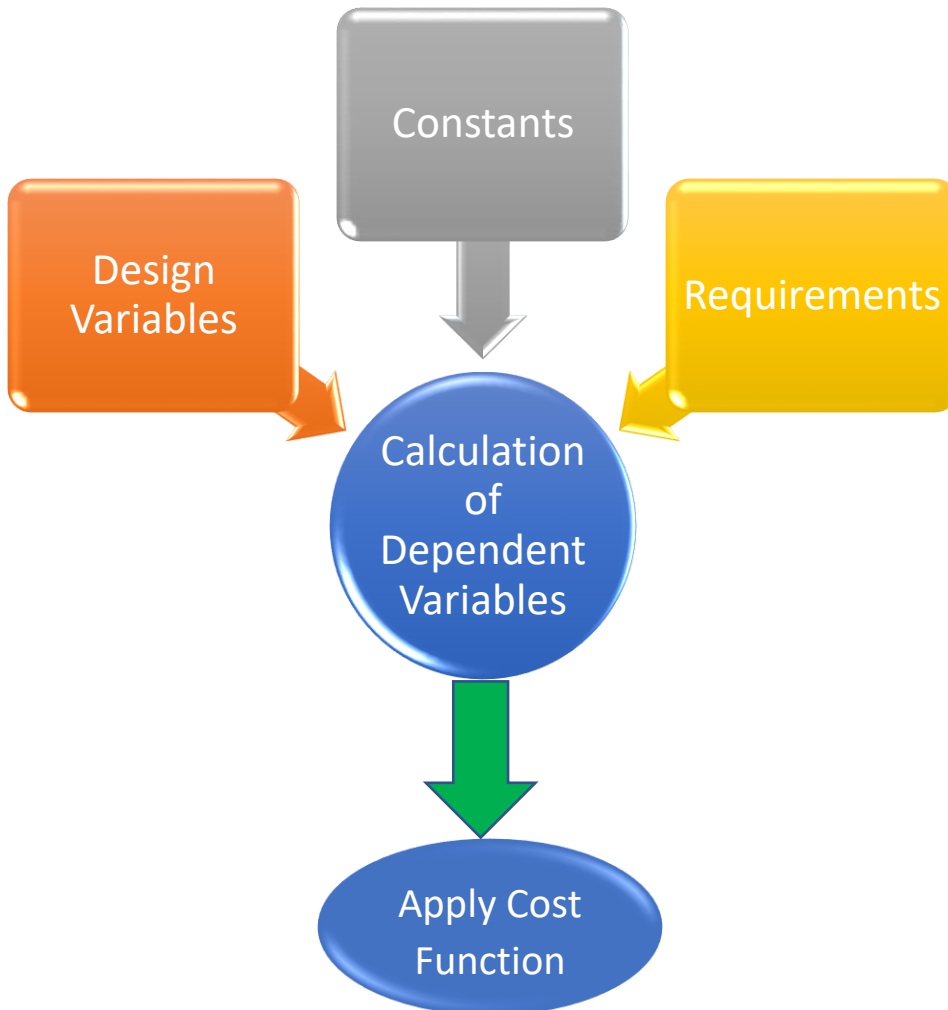 Constants
Design
Variables
Requirements
Calculation
of
Dependent
Variables
Apply Cost
Function